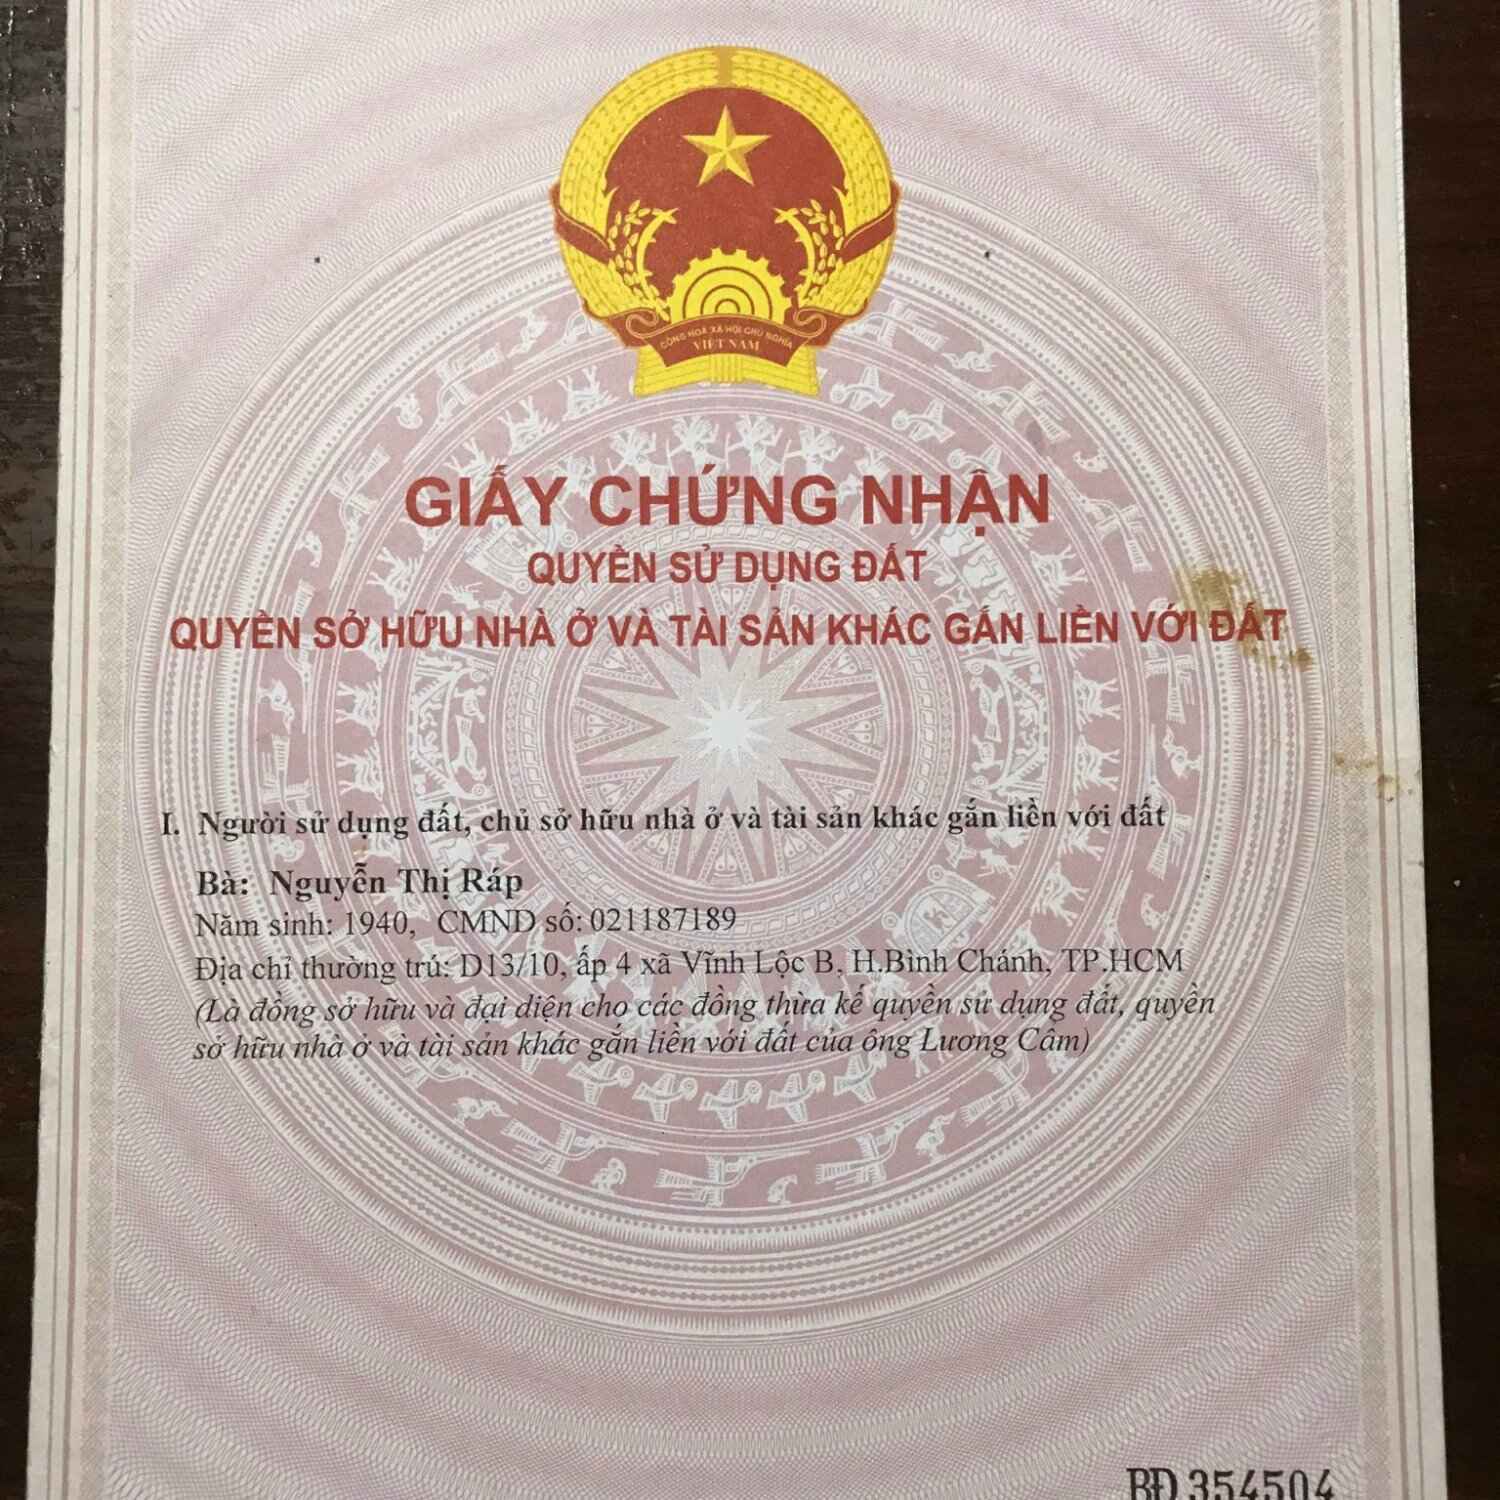 CỘNG HOÀ XÃ HỘI CHỦ NGHĨA
VIỆT NAM
GIẤY CHỨNG NHẬN
QUYỀN SỬ DỤNG ĐẤT
QUYỀN SỞ HỮU NHÀ Ở VÀ TÀI SẢN KHÁC GẮN LIỀN VỚI ĐẤT
I. Người sử dụng đất, chủ sở hữu nhà ở và tài sản khác gắn liền với đất
Bà: Nguyễn Thị Ráp
Năm sinh: 1940, CMND số: 021187189
Địa chỉ thường trú: D13/10, ấp 4 xã Vĩnh Lộc B, H.Bình Chánh, TP.HCM
(Là đồng sở hữu và đại diện cho các đồng thừa kế quyền sử dụng đất, quyền
sở hữu nhà ở và tài sản khác gắn liền với đất của ông Lương Câm)
BĐ 354504